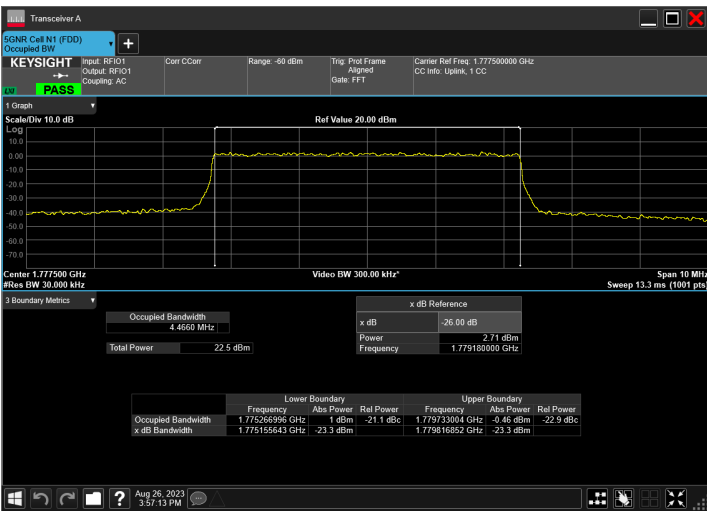 Transceiver A
5GNR Cell N1 (FDD)
Occupied BW
KEYSIGHT
Input: RFIO1
Output: RFIO1
Coupling: AC
Corr CCorr
Range: -60 dBm
Trig: Prot Frame
Aligned
Gate: FFT
Carrier Ref Freq: 1.777500000 GHz
CC Info: Uplink, 1 CC
LXI
PASS
1 Graph
Scale/Div 10.0 dB
Ref Value 20.00 dBm
Log
10.0
0.00
-10.0
-20.0
-30.0
-40.0
-50.0
-60.0
-70.0
Center 1.777500 GHz
Video BW 300.00 kHz*
Span 10 MHz
#Res BW 30.000 kHz
Sweep 13.3 ms (1001 pts)
3 Boundary Metrics
Occupied Bandwidth
4.4660 MHz
Total Power 22.5 dBm
x dB Reference
x dB -26.00 dB
Power 2.71 dBm
Frequency 1.779180000 GHz
Lower Boundary Upper Boundary
Frequency Abs Power Rel Power Frequency Abs Power Rel Power
Occupied Bandwidth 1.775266996 GHz 1 dBm -21.1 dBc 1.779733004 GHz -0.46 dBm -22.9 dBc
x dB Bandwidth 1.775155643 GHz -23.3 dBm 1.779816852 GHz -23.3 dBm
Aug 26, 2023
3:57:13 PM